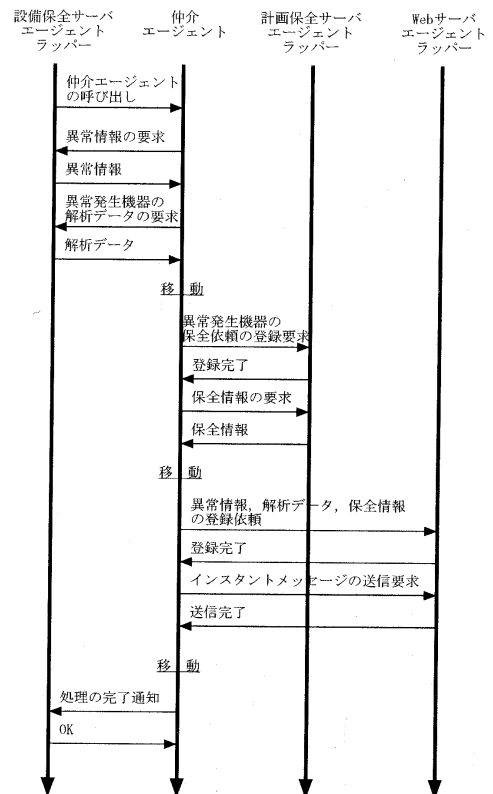 設備保全サーバ
エージェント
ラッパー
仲介
エージェント
計画保全サーバ
エージェント
ラッパー
Webサーバ
エージェント
ラッパー
仲介エージェント
の呼び出し
異常情報の要求
異常情報
異常発生機器の
解析データの要求
解析データ
移 動
異常発生機器の
保全依頼の登録要求
登録完了
保全情報の要求
保全情報
移 動
異常情報，解析データ，保全情報
の登録依頼
登録完了
インスタントメッセージの送信要求
送信完了
移 動
処理の完了通知
OK